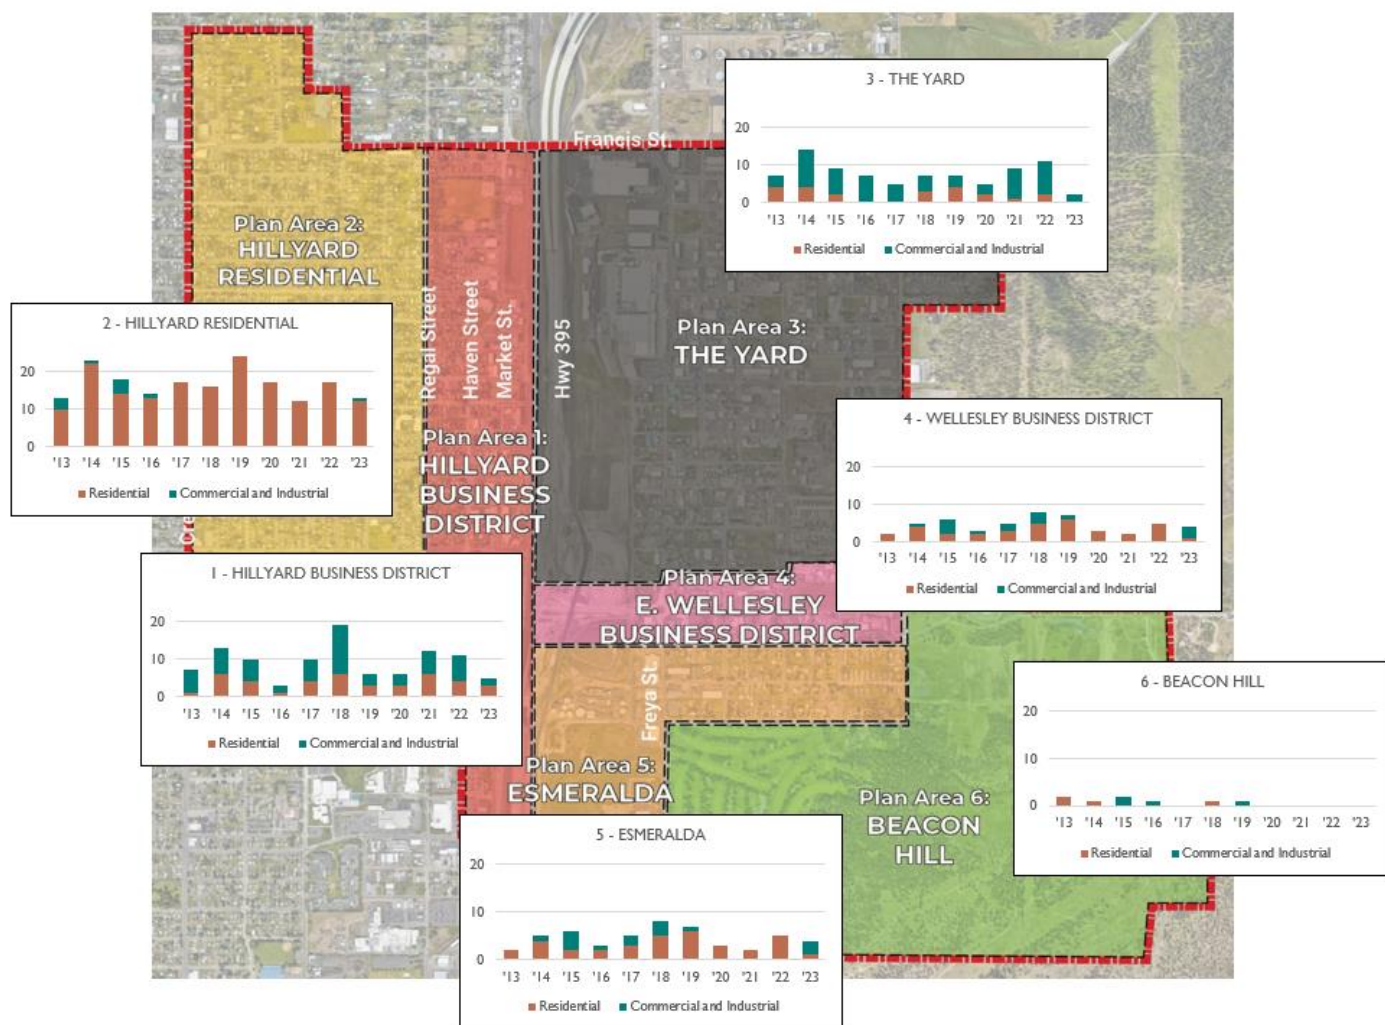 Francis St.
3 - THE YARD
20
10
0
'13 '14 '15 '16 '17 '18 '19 '20 '21 '22 '23
Residential Commercial and Industrial
Plan Area 2:
HILLYARD
RESIDENTIAL
2 - HILLYARD RESIDENTIAL
20
10
0
'13 '14 '15 '16 '17 '18 '19 '20 '21 '22 '23
Residential Commercial and Industrial
Regal Street
Haven Street
Market St.
Hwy 395
Plan Area 3:
THE YARD
Plan Area 1:
HILLYARD
BUSINESS
DISTRICT
4 - WELLESLEY BUSINESS DISTRICT
20
10
0
'13 '14 '15 '16 '17 '18 '19 '20 '21 '22 '23
Residential Commercial and Industrial
1 - HILLYARD BUSINESS DISTRICT
20
10
0
'13 '14 '15 '16 '17 '18 '19 '20 '21 '22 '23
Residential Commercial and Industrial
Plan Area 4:
E. WELLESLEY
BUSINESS DISTRICT
Freya St.
Plan Area 5:
ESMERALDA
6 - BEACON HILL
20
10
0
'13 '14 '15 '16 '17 '18 '19 '20 '21 '22 '23
Residential Commercial and Industrial
Plan Area 6:
BEACON
HILL
5 - ESMERALDA
20
10
0
'13 '14 '15 '16 '17 '18 '19 '20 '21 '22 '23
Residential Commercial and Industrial